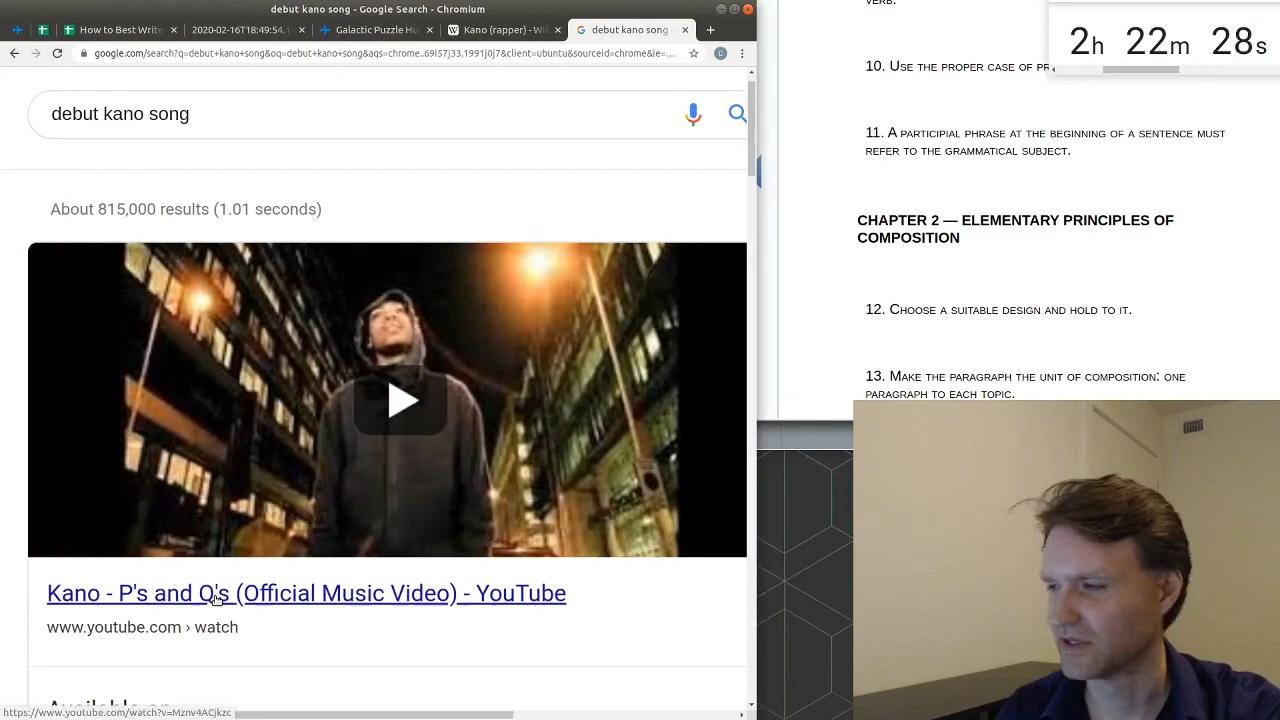 debut kano song - Google Search - Chromium
How to Best Write
2020-02-16T18:49:54.1
Galactic Puzzle Hu
Kano (rapper) - Wik
debut kano song -
google.com/search?q=debut+kano+song&oq=debut+kano+song&aqs=chrome..69i57j33.1991j0j7&client=ubuntu&sourceid=chrome&ie=...
debut kano song
About 815,000 results (1.01 seconds)
Kano - P's and Q's (Official Music Video) - YouTube
www.youtube.com › watch
Available on
https://www.youtube.com/watch?v=Mznv4ACjkzc
VERB.
2h 22m 28s
10. USE THE PROPER CASE OF PR
11. A PARTICIPIAL PHRASE AT THE BEGINNING OF A SENTENCE MUST
REFER TO THE GRAMMATICAL SUBJECT.
CHAPTER 2 — ELEMENTARY PRINCIPLES OF
COMPOSITION
12. CHOOSE A SUITABLE DESIGN AND HOLD TO IT.
13. MAKE THE PARAGRAPH THE UNIT OF COMPOSITION: ONE
PARAGRAPH TO EACH TOPIC.